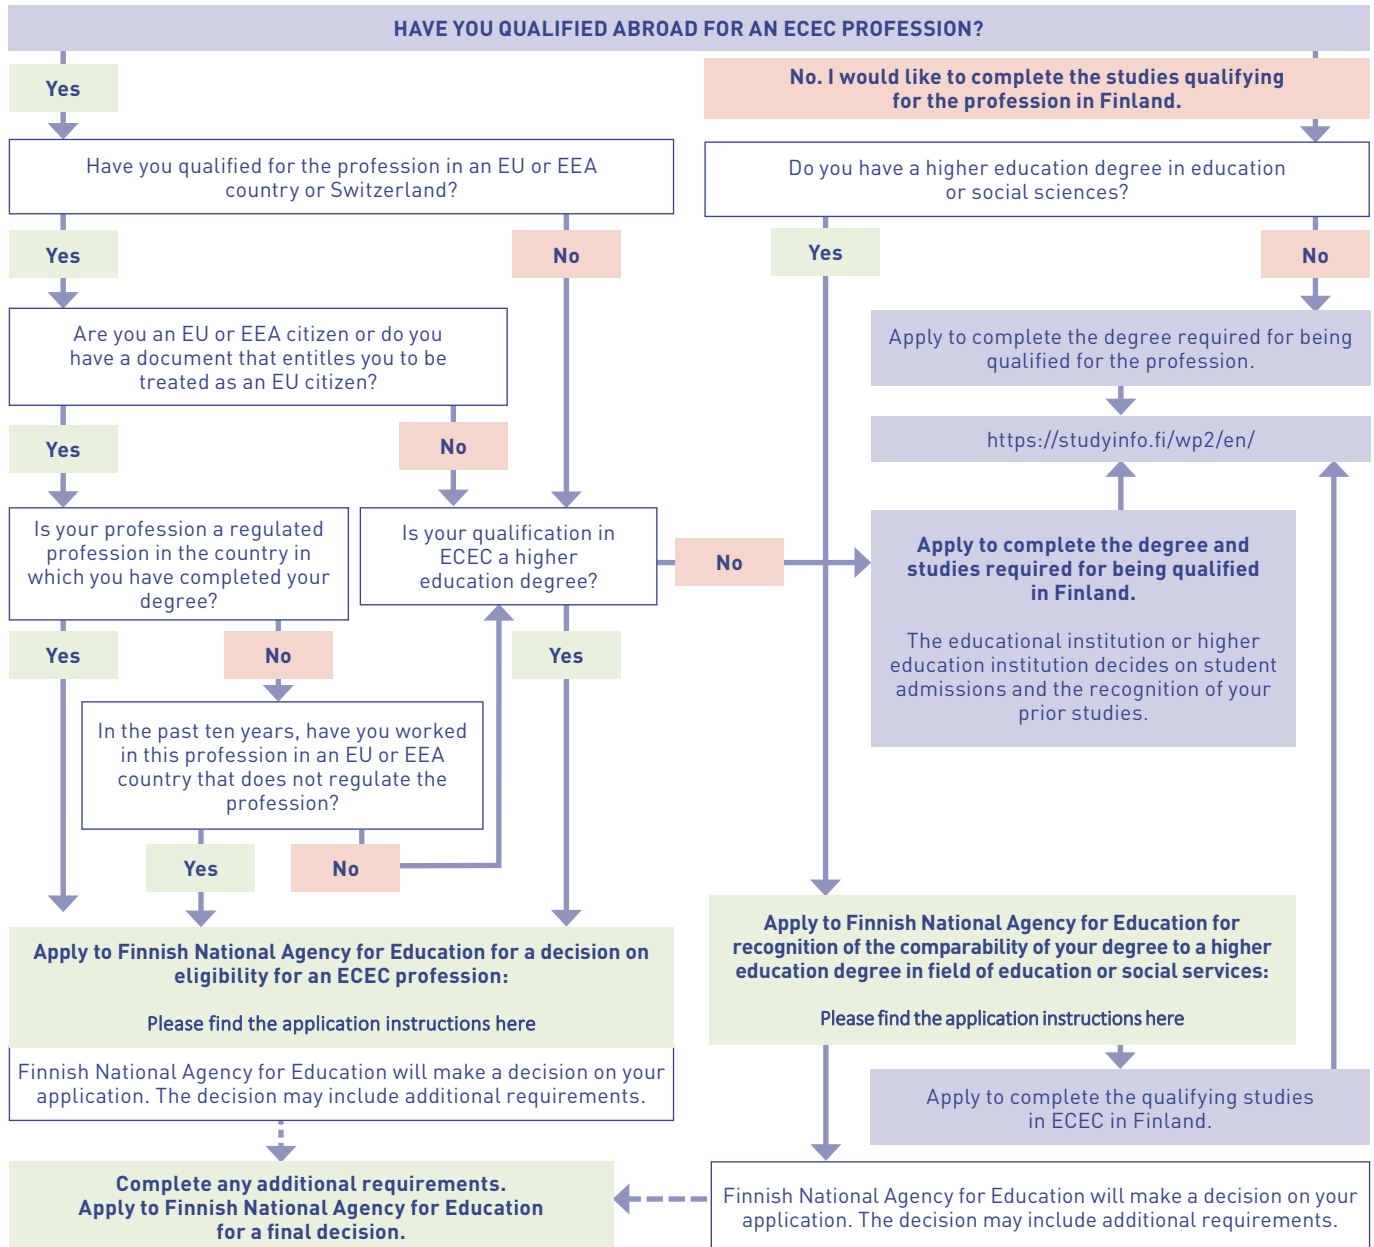 HAVE YOU QUALIFIED ABROAD FOR AN ECEC PROFESSION?
Yes
No. I would like to complete the studies qualifying
for the profession in Finland.
Have you qualified for the profession in an EU or EEA
country or Switzerland?
Do you have a higher education degree in education
or social sciences?
Yes
No
Yes
No
Are you an EU or EEA citizen or do you
have a document that entitles you to be
treated as an EU citizen?
Apply to complete the degree required for being
qualified for the profession.
Yes
No
https://studyinfo.fi/wp2/en/
Is your profession a regulated
profession in the country in
which you have completed your
degree?
Is your qualification in
ECEC a higher
education degree?
No
Apply to complete the degree and
studies required for being qualified
in Finland.
The educational institution or higher
education institution decides on student
admissions and the recognition of your
prior studies.
Yes
No
Yes
In the past ten years, have you worked
in this profession in an EU or EEA
country that does not regulate the
profession?
Yes
No
Apply to Finnish National Agency for Education for a decision on
eligibility for an ECEC profession:
Please find the application instructions here
Apply to Finnish National Agency for Education for
recognition of the comparability of your degree to a higher
education degree in field of education or social services:
Please find the application instructions here
Finnish National Agency for Education will make a decision on your
application. The decision may include additional requirements.
Apply to complete the qualifying studies
in ECEC in Finland.
Complete any additional requirements.
Apply to Finnish National Agency for Education
for a final decision.
Finnish National Agency for Education will make a decision on your
application. The decision may include additional requirements.